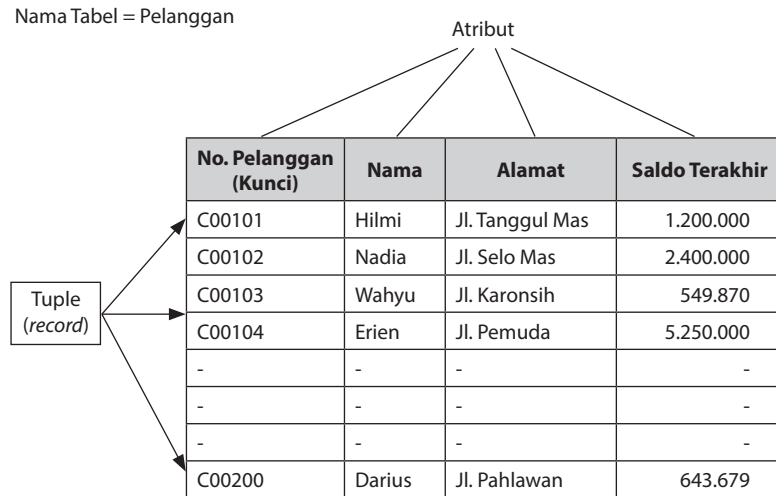 Nama Tabel = Pelanggan
Atribut
No. Pelanggan (Kunci) Nama Alamat Saldo Terakhir
C00101 Hilmi Jl. Tanggul Mas 1.200.000
C00102 Nadia Jl. Selo Mas 2.400.000
C00103 Wahyu Jl. Karonsih 549.870
C00104 Erien Jl. Pemuda 5.250.000
- - - -
- - - -
- - - -
C00200 Darius Jl. Pahlawan 643.679
Tuple
(record)